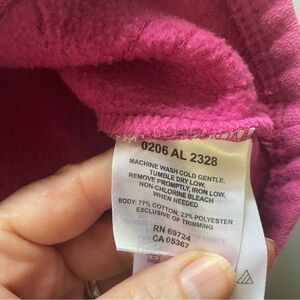 0206 AL 2328
MACHINE WASH COLD GENTLE,
TUMBLE DRY LOW,
REMOVE PROMPTLY, IRON LOW,
NON-CHLORINE BLEACH
WHEN NEEDED
BODY: 77% COTTON, 23% POLYESTER
EXCLUSIVE OF TRIMMING
RN 69724
CA 05367